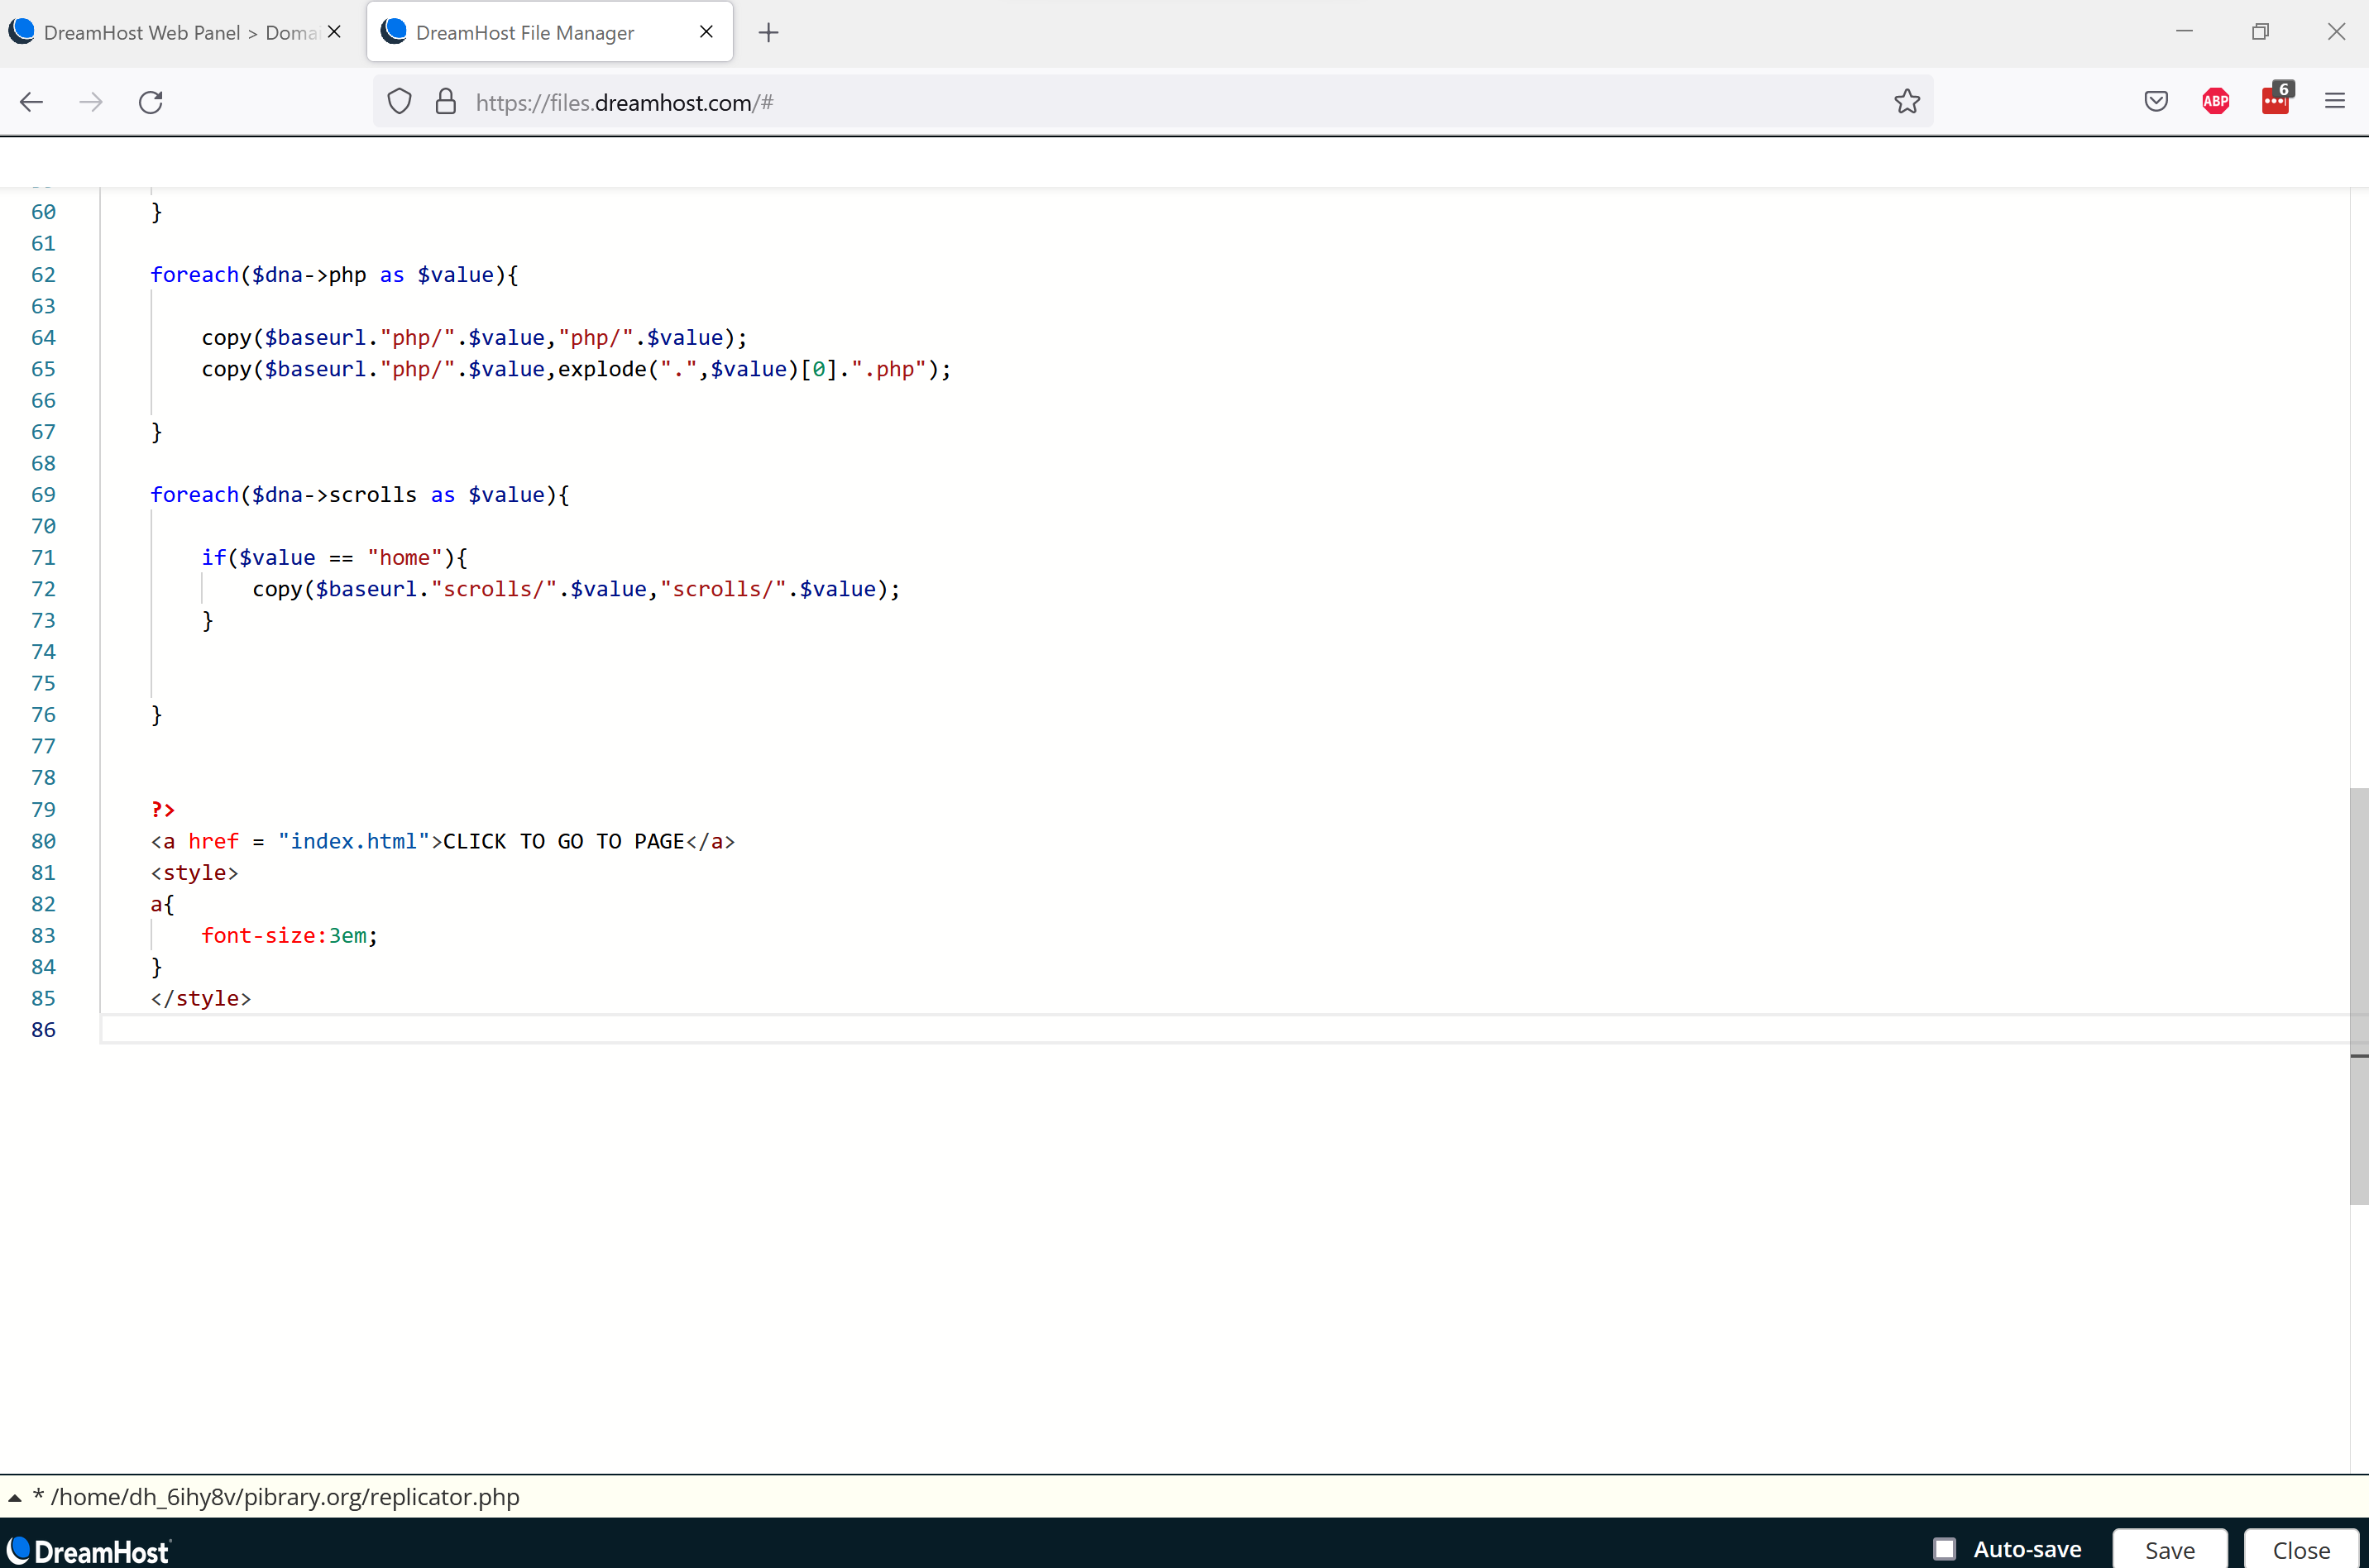 DreamHost Web Panel > Domai
DreamHost File Manager
https://files.dreamhost.com/#
ABP
6
60 }
61
62 foreach($dna->php as $value){
63
64 copy($baseurl."php/".$value,"php/".$value);
65 copy($baseurl."php/".$value,explode(".",$value)[0].".php");
66
67 }
68
69 foreach($dna->scrolls as $value){
70
71 if($value == "home"){
72 copy($baseurl."scrolls/".$value,"scrolls/".$value);
73 }
74
75
76 }
77
78
79 ?>
80 <a href = "index.html">CLICK TO GO TO PAGE</a>
81 <style>
82 a{
83 font-size:3em;
84 }
85 </style>
86
* /home/dh_6ihy8v/pibrary.org/replicator.php
DreamHost
Auto-save
Save
Close